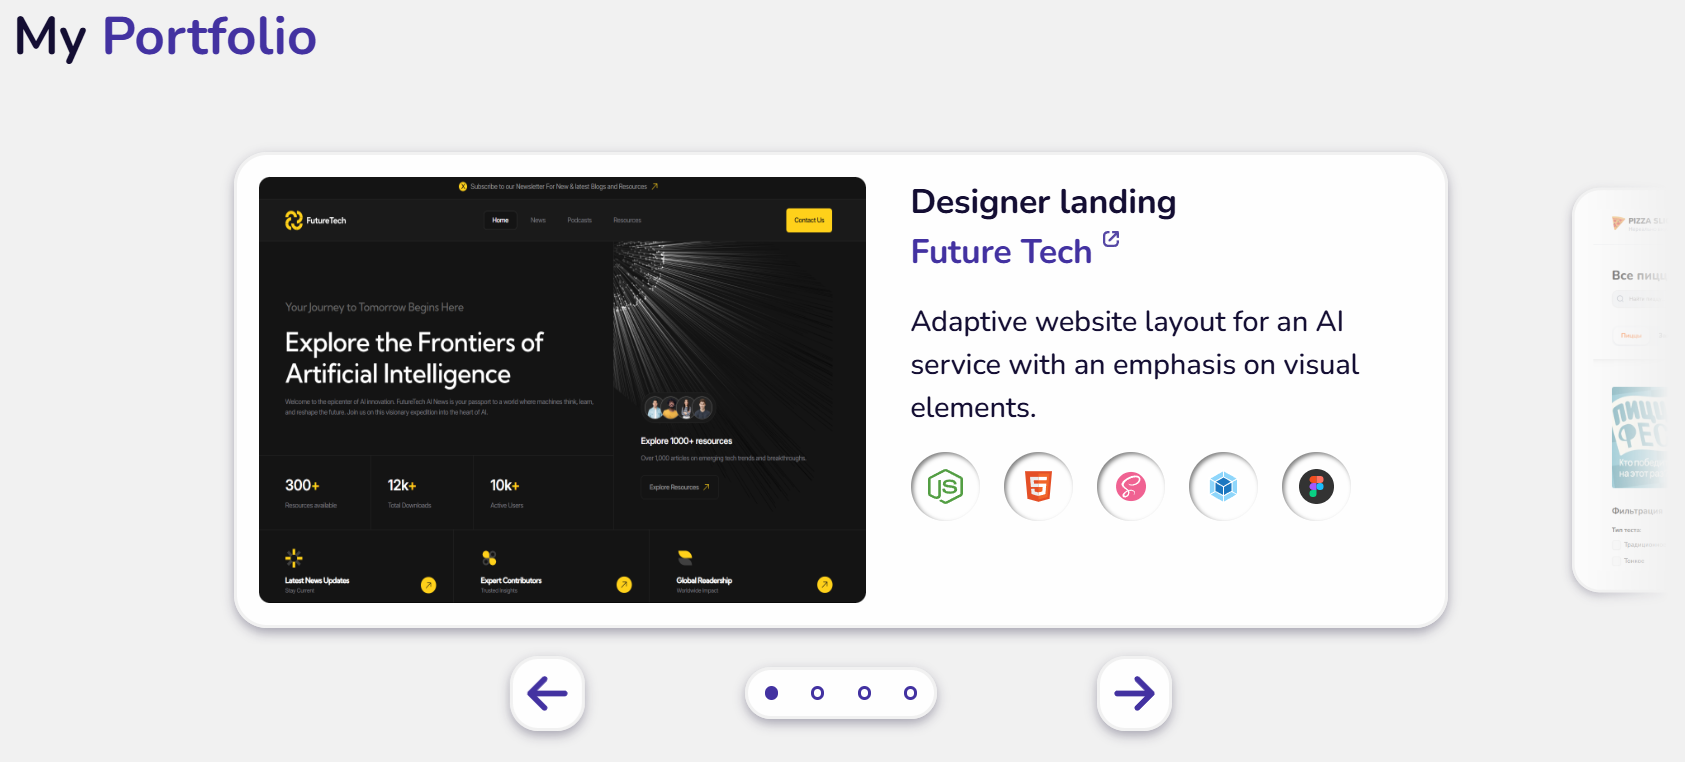 My Portfolio
Subscribe to our Newsletter For New & latest Blogs and Resources
FutureTech
Home
News
Podcasts
Resources
Contact Us
Your Journey to Tomorrow Begins Here
Explore the Frontiers of
Artificial Intelligence
Welcome to the epicenter of AI innovation. FutureTech AI News is your passport to a world where machines think, learn,
and reshape the future. Join us on this visionary expedition into the heart of AI.
Explore 1000+ resources
Over 1,000 articles on emerging tech trends and breakthroughs.
Explore Resources
300+
Resources available
12k+
Total Downloads
10k+
Active Users
Latest News Updates
Stay Current
Expert Contributors
Trusted Insights
Global Readership
Worldwide Impact
Designer landing
Future Tech
Adaptive website layout for an AI
service with an emphasis on visual
elements.
JS
5
PIZZA
Все
Пиццы
Фильтрация
Тип теста:
Тонкое